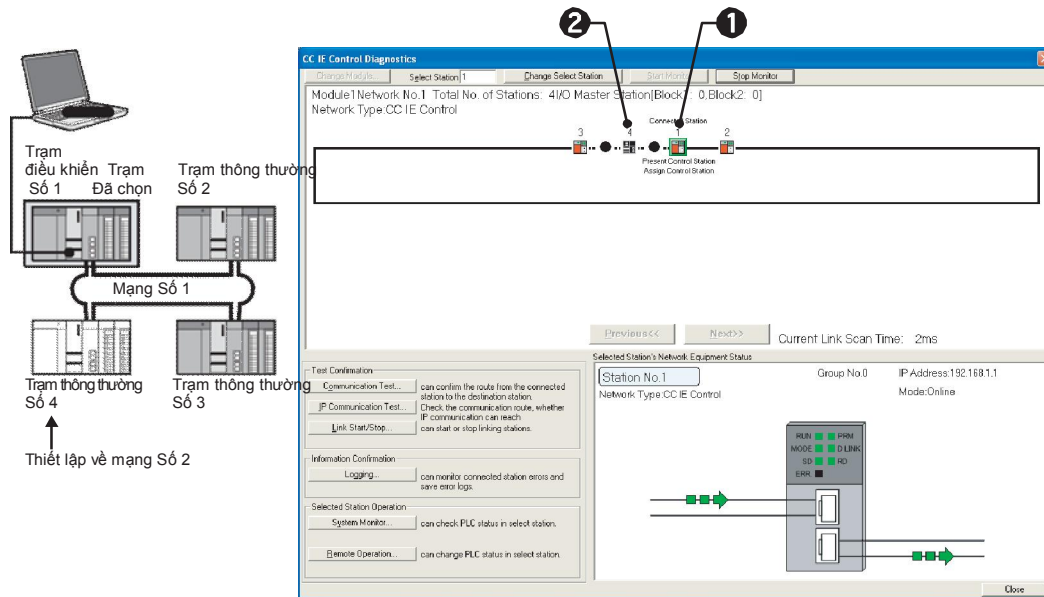 2
1
Trạm
điều khiển Trạm
Số 1 Đã chọn
Trạm thông thường
Số 2
Mạng Số 1
Trạm thông thường
Số 4
Trạm thông thường
Số 3
Thiết lập về mạng Số 2
CC IE Control Diagnostics
Change Module...
Select Station 1
Change Select Station
Start Monitor
Stop Monitor
Module1 Network No.1 Total No. of Stations: 4 I/O Master Station[Block1: 0,Block2: 0]
Network Type:CC IE Control
Connected Station
3 4 1 2
Present Control Station
Assign Control Station
Previous<<
Next>>
Current Link Scan Time: 2ms
Test Confirmation
Communication Test...
can confirm the route from the connected
station to the destination station.
IP Communication Test...
Check the communication route, whether
IP communication can reach
Link Start/Stop...
can start or stop linking stations.
Information Confirmation
Logging...
can monitor connected station errors and
save error logs.
Selected Station Operation
System Monitor...
can check PLC status in select station.
Remote Operation...
can change PLC status in select station
Selected Station's Network Equipment Status
Station No.1
Group No.0
IP Address:192.168.1.1
Network Type:CC IE Control
Mode:Online
RUN PRM
MODE D LINK
SD RD
ERR.
Close